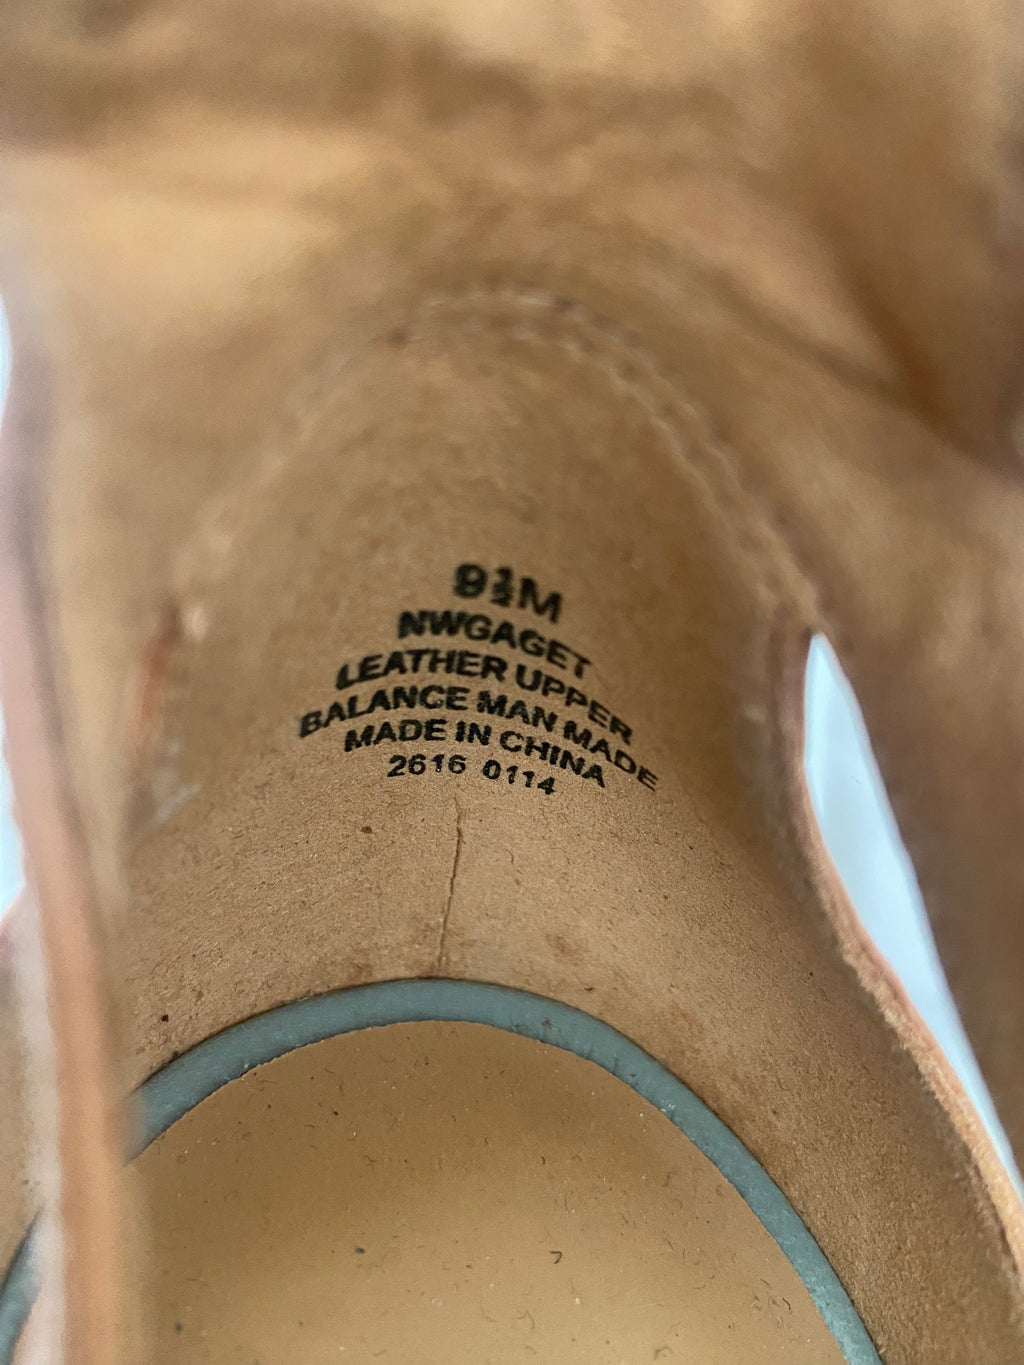 9½M
NWGAGET
LEATHER UPPER
BALANCE MAN MADE
MADE IN CHINA
2616 0114